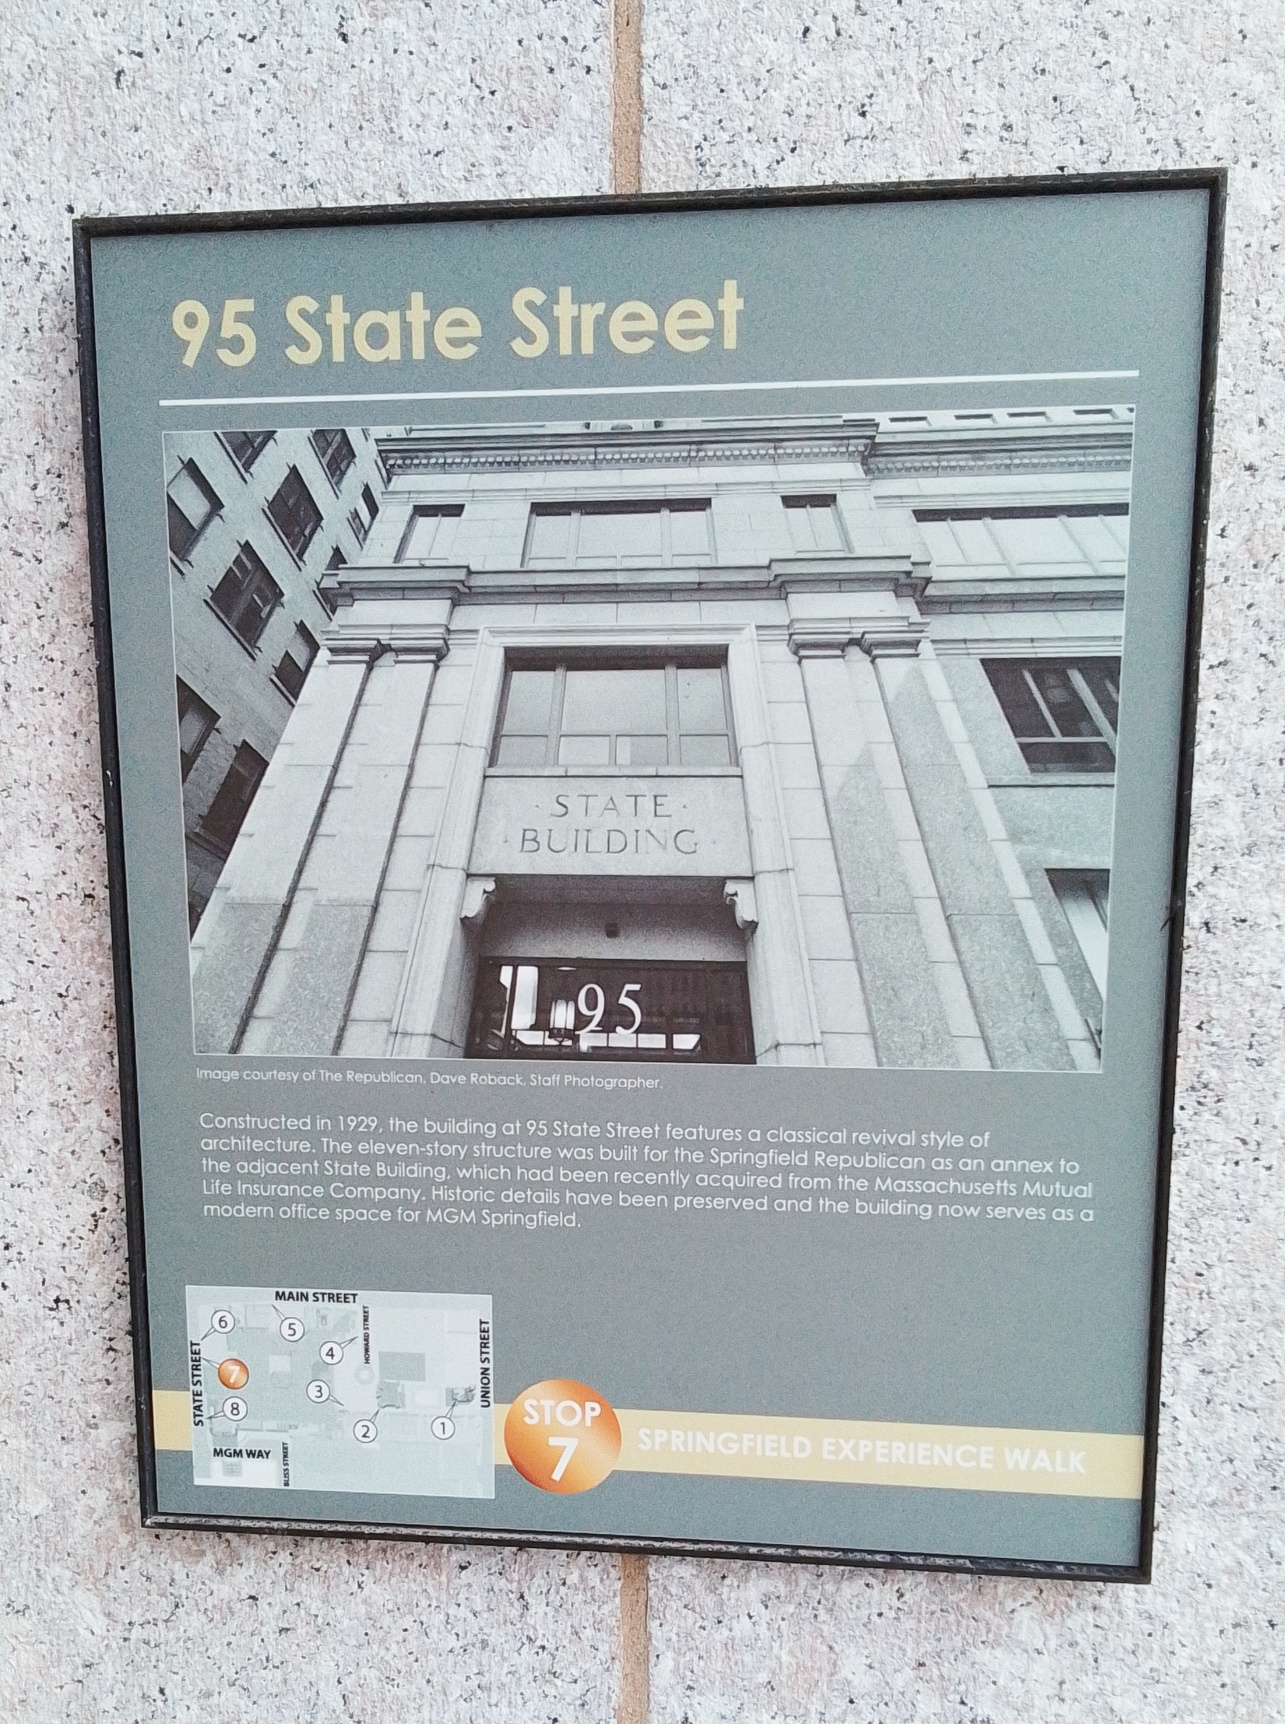 95 State Street
· STATE ·
· BUILDING ·
95
Image courtesy of The Republican, Dave Roback, Staff Photographer.
Constructed in 1929, the building at 95 State Street features a classical revival style of
architecture. The eleven-story structure was built for the Springfield Republican as an annex to
the adjacent State Building, which had been recently acquired from the Massachusetts Mutual
Life Insurance Company. Historic details have been preserved and the building now serves as a
modern office space for MGM Springfield.
MAIN STREET
6
5
HOWARD STREET
4
STATE STREET
7
UNION STREET
3
8
2
1
MGM WAY
BLISS STREET
STOP
7
SPRINGFIELD EXPERIENCE WALK